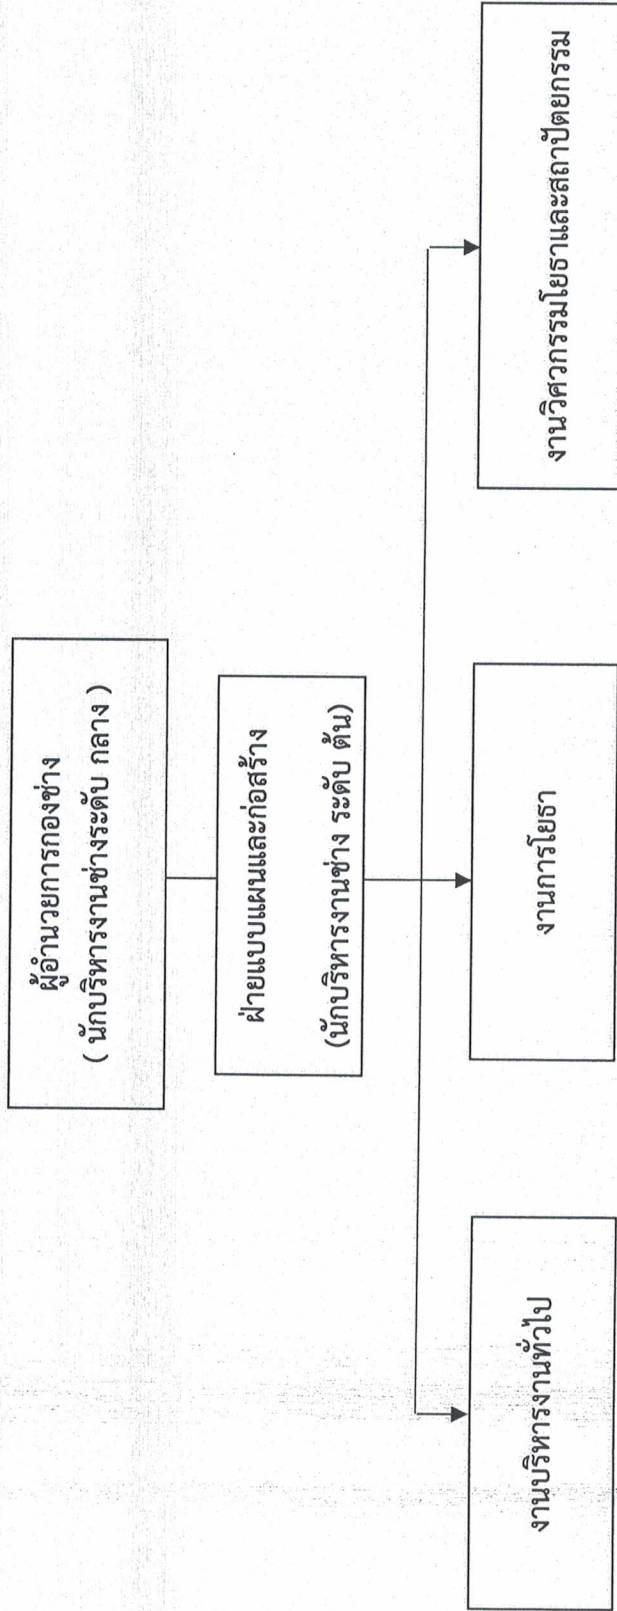 ผู้อำนวยการกองช่าง
( นักบริหารงานช่างระดับ กลาง )
ฝ่ายแบบแผนและก่อสร้าง
(นักบริหารงานช่าง ระดับ ต้น)
งานบริหารงานทั่วไป
งานการโยธา
งานวิศวกรรมโยธาและสถาปัตยกรรม